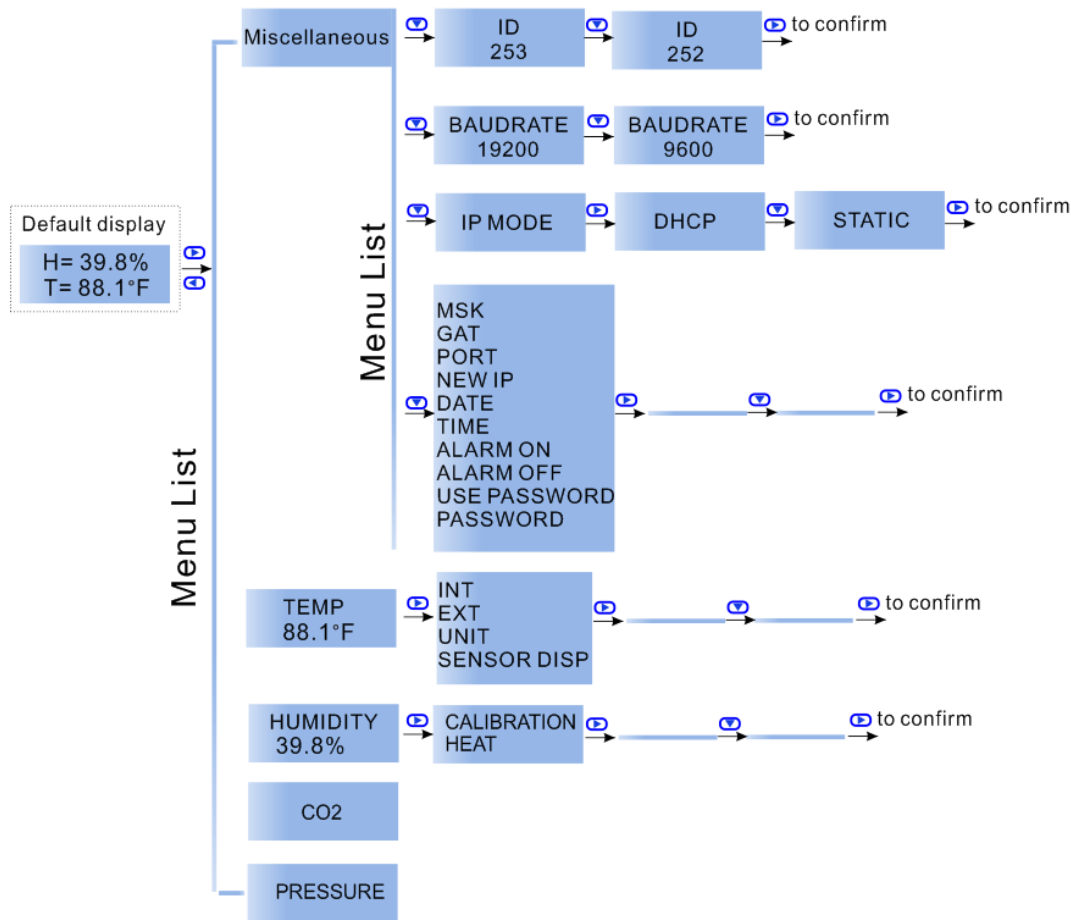 Miscellaneous
ID
253
ID
252
to confirm
BAUDRATE
19200
BAUDRATE
9600
to confirm
IP MODE
DHCP
STATIC
to confirm
Default display
H= 39.8%
T= 88.1°F
Menu List
Menu List
MSK
GAT
PORT
NEW IP
DATE
TIME
ALARM ON
ALARM OFF
USE PASSWORD
PASSWORD
to confirm
TEMP
88.1°F
INT
EXT
UNIT
SENSOR DISP
to confirm
HUMIDITY
39.8%
CALIBRATION
HEAT
to confirm
CO2
PRESSURE